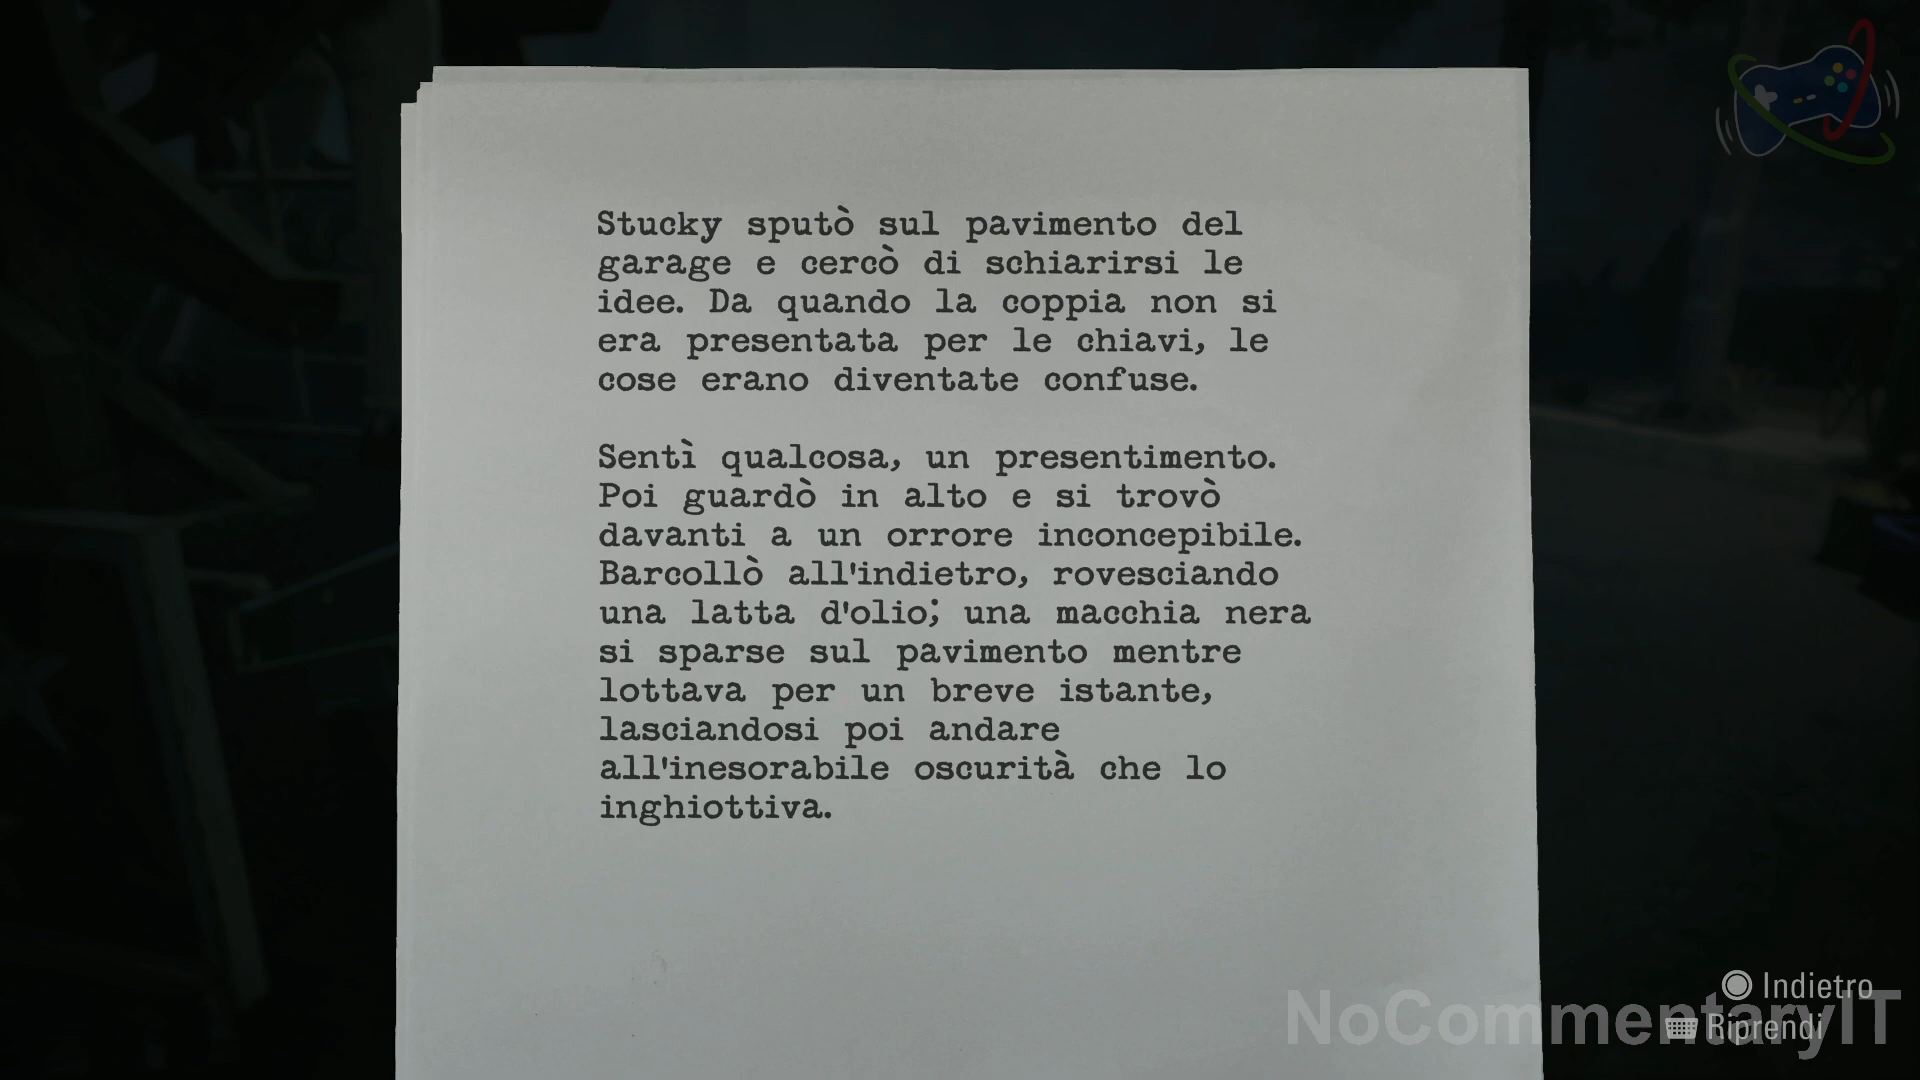 Stucky sputò sul pavimento del
garage e cercò di schiarirsi le
idee. Da quando la coppia non si
era presentata per le chiavi, le
cose erano diventate confuse.
Sentì qualcosa, un presentimento.
Poi guardò in alto e si trovò
davanti a un orrore inconcepibile.
Barcollò all'indietro, rovesciando
una latta d'olio; una macchia nera
si sparse sul pavimento mentre
lottava per un breve istante,
lasciandosi poi andare
all'inesorabile oscurità che lo
inghiottiva.
Indietro
Riprendi
NoCommentaryIT